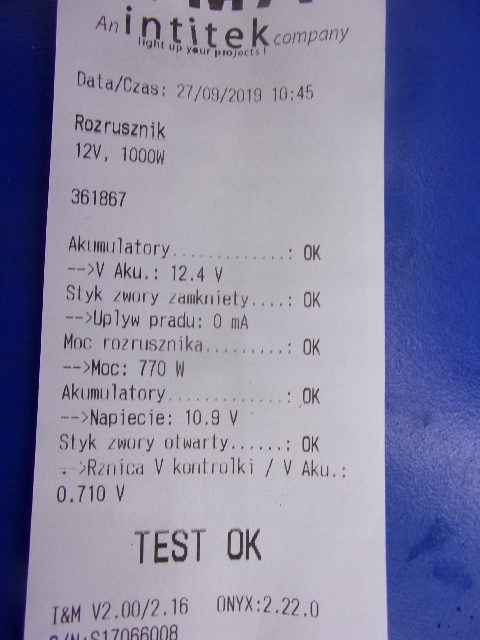 An intitek company
light up your projects !
Data/Czas: 27/09/2019 10:45
Rozrusznik
12V, 1000W
361867
Akumulatory.............: OK
-->V Aku.: 12.4 V
Styk zwory zamkniety....: OK
-->Uplyw pradu: 0 mA
Moc rozrusznika.........: OK
-->Moc: 770 W
Akumulatory.............: OK
-->Napiecie: 10.9 V
Styk zwory otwarty......: OK
-->Rznica V kontrolki / V Aku.:
0.710 V
TEST OK
I&M V2.00/2.16 ONYX:2.22.0
S/N:S17066008